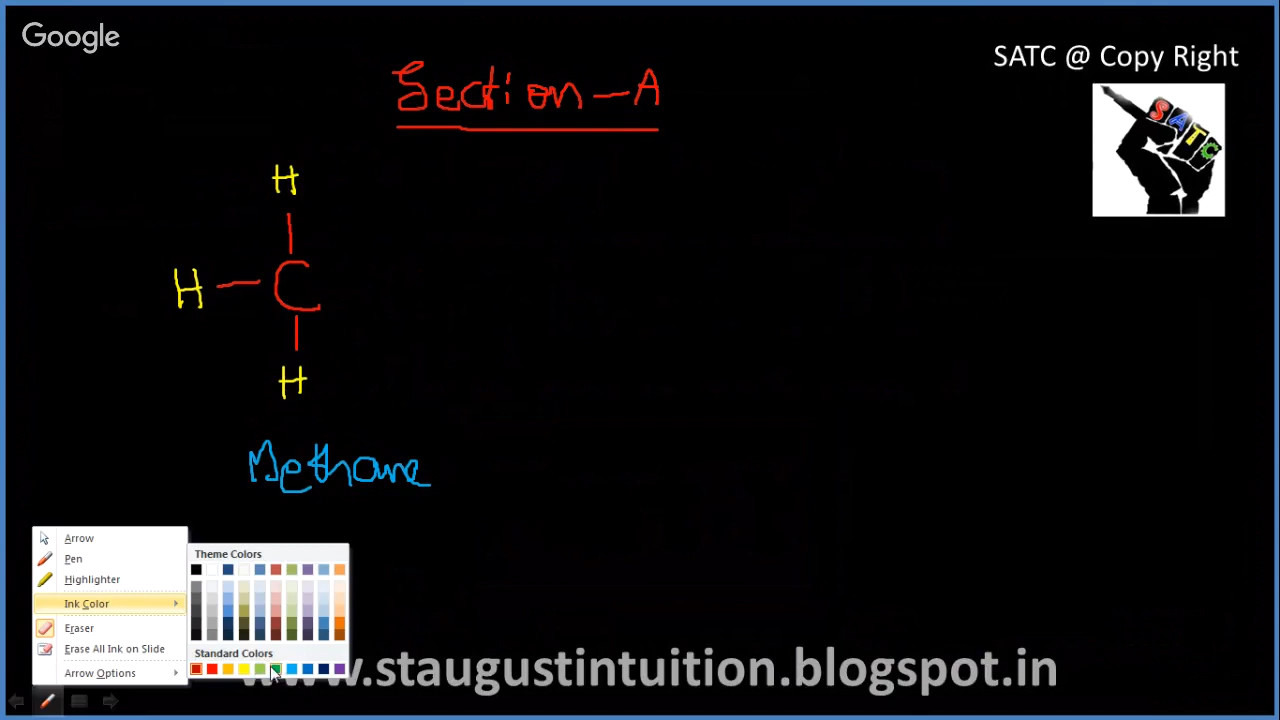 Google
SATC @ Copy Right
SATC
Section - A
H
H - C
H
Methane
Arrow
Pen
Highlighter
Ink Color
Eraser
Erase All Ink on Slide
Arrow Options
Theme Colors
Standard Colors
www.staugustintuition.blogspot.in